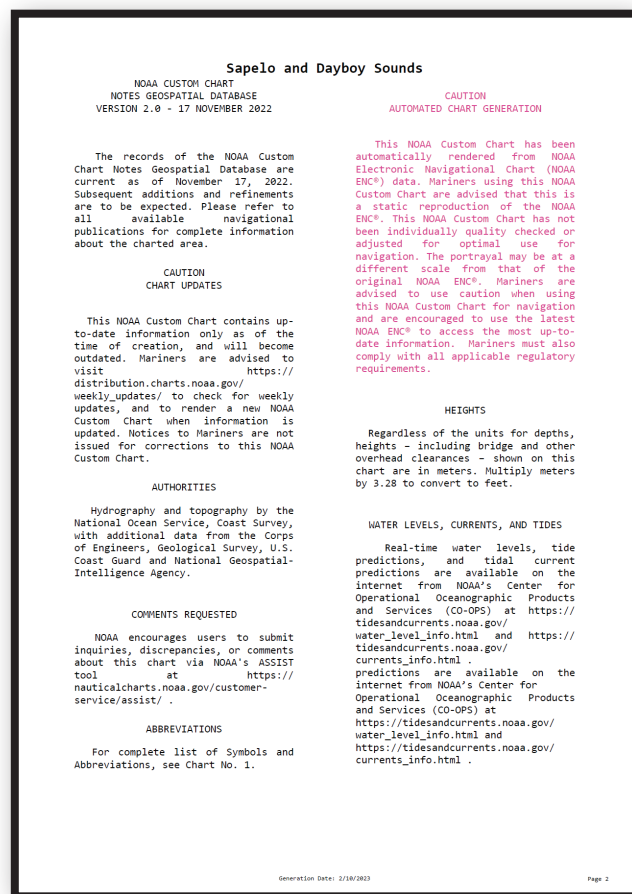 Sapelo and Dayboy Sounds
NOAA CUSTOM CHART
NOTES GEOSPATIAL DATABASE
VERSION 2.0 – 17 NOVEMBER 2022
The records of the NOAA Custom
Chart Notes Geospatial Database are
current as of November 17, 2022.
Subsequent additions and refinements
are to be expected. Please refer to
all available navigational
publications for complete information
about the charted area.
CAUTION
CHART UPDATES
This NOAA Custom Chart contains up-
to-date information only as of the
time of creation, and will become
outdated. Mariners are advised to
visit https://
distribution.charts.noaa.gov/
weekly_updates/ to check for weekly
updates, and to render a new NOAA
Custom Chart when information is
updated. Notices to Mariners are not
issued for corrections to this NOAA
Custom Chart.
AUTHORITIES
Hydrography and topography by the
National Ocean Service, Coast Survey,
with additional data from the Corps
of Engineers, Geological Survey, U.S.
Coast Guard and National Geospatial-
Intelligence Agency.
COMMENTS REQUESTED
NOAA encourages users to submit
inquiries, discrepancies, or comments
about this chart via NOAA's ASSIST
tool at https://
nauticalcharts.noaa.gov/customer-
service/assist/ .
ABBREVIATIONS
For complete list of Symbols and
Abbreviations, see Chart No. 1.
CAUTION
AUTOMATED CHART GENERATION
This NOAA Custom Chart has been
automatically rendered from NOAA
Electronic Navigational Chart (NOAA
ENC®) data. Mariners using this NOAA
Custom Chart are advised that this is
a static reproduction of the NOAA
ENC®. This NOAA Custom Chart has not
been individually quality checked or
adjusted for optimal use for
navigation. The portrayal may be at a
different scale from that of the
original NOAA ENC®. Mariners are
advised to use caution when using
this NOAA Custom Chart for navigation
and are encouraged to use the latest
NOAA ENC® to access the most up-to-
date information. Mariners must also
comply with all applicable regulatory
requirements.
HEIGHTS
Regardless of the units for depths,
heights – including bridge and other
overhead clearances – shown on this
chart are in meters. Multiply meters
by 3.28 to convert to feet.
WATER LEVELS, CURRENTS, AND TIDES
Real-time water levels, tide
predictions, and tidal current
predictions are available on the
internet from NOAA’s Center for
Operational Oceanographic Products
and Services (CO-OPS) at https://
tidesandcurrents.noaa.gov/
water_level_info.html and https://
tidesandcurrents.noaa.gov/
currents_info.html .
predictions are available on the
internet from NOAA’s Center for
Operational Oceanographic Products
and Services (CO-OPS) at
https://tidesandcurrents.noaa.gov/
water_level_info.html and
https://tidesandcurrents.noaa.gov/
currents_info.html .
Generation Date: 2/10/2023
Page 2